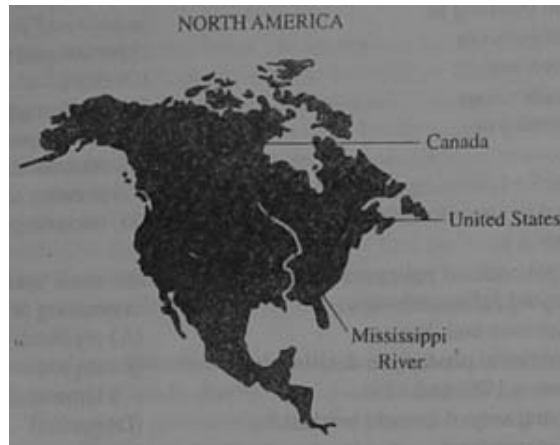 NORTH AMERICA
Canada
United States
Mississippi
River